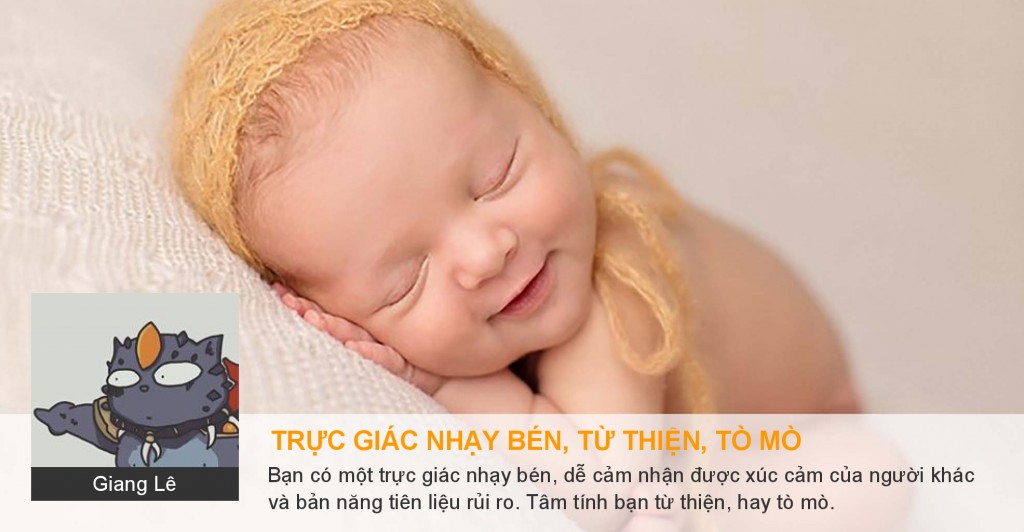 TRỰC GIÁC NHẠY BÉN, TỪ THIỆN, TÒ MÒ
Bạn có một trực giác nhạy bén, dễ cảm nhận được xúc cảm của người khác
và bản năng tiên liệu rủi ro. Tâm tính bạn từ thiện, hay tò mò.
Giang Lê